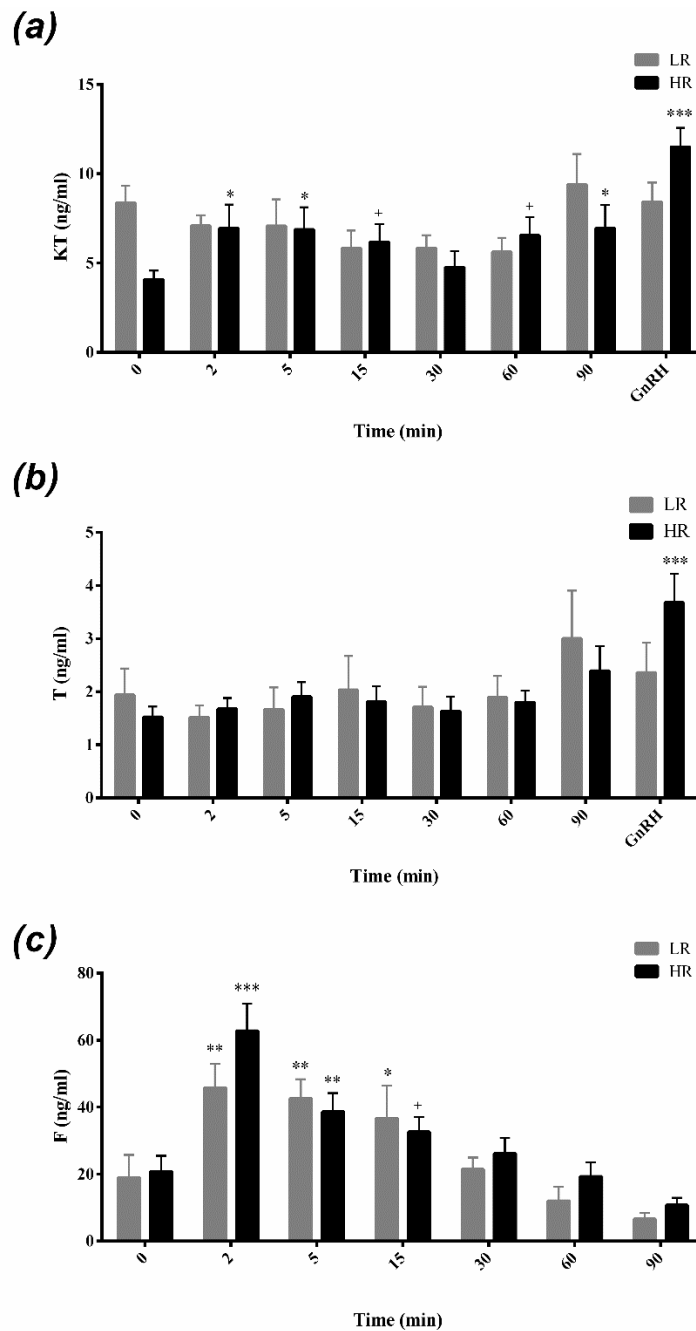 (a)
LR
HR
15
10
5
0
KT (ng/ml)
* * + + * ***
0 2 5 15 30 60 90 GnRH
Time (min)
(b)
LR
HR
5
4
3
2
1
0
T (ng/ml)
***
0 2 5 15 30 60 90 GnRH
Time (min)
(c)
LR
HR
80
60
40
20
0
F (ng/ml)
** *** ** ** * +
0 2 5 15 30 60 90
Time (min)